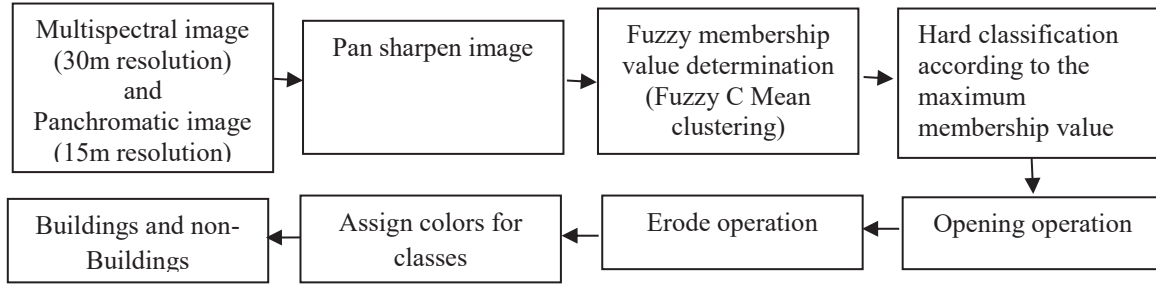 Multispectral image
(30m resolution)
and
Panchromatic image
(15m resolution)
Pan sharpen image
Fuzzy membership
value determination
(Fuzzy C Mean
clustering)
Hard classification
according to the
maximum
membership value
Opening operation
Erode operation
Assign colors for
classes
Buildings and non-
Buildings